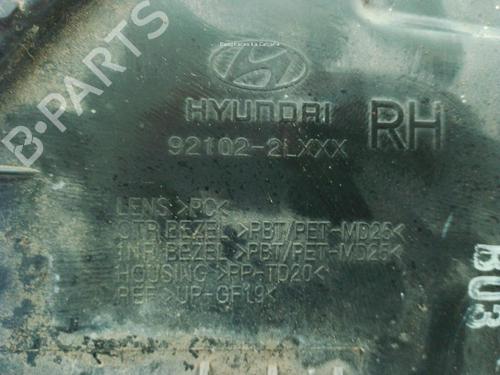 B-PARTS
HYUNDAI
RH
92102-2LXXX
LENS >PC<
OTR BEZEL >PBT/PET-MD25<
INR BEZEL >PBT/PET-MD25<
HOUSING >PP-TD20<
REF >UP-GF19<
B03